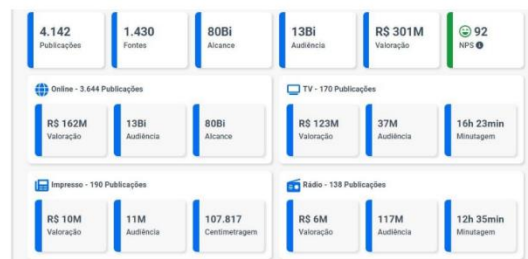 4.142
Publicações
1.430
Fontes
80Bi
Alcance
13Bi
Audiência
R$ 301M
Valoração
92
NPS
Online - 3.644 Publicações
R$ 162M
Valoração
13Bi
Audiência
80Bi
Alcance
TV - 170 Publicações
R$ 123M
Valoração
37M
Audiência
16h 23min
Minutagem
Impresso - 190 Publicações
R$ 10M
Valoração
11M
Audiência
107.817
Centimetragem
Rádio - 138 Publicações
R$ 6M
Valoração
117M
Audiência
12h 35min
Minutagem